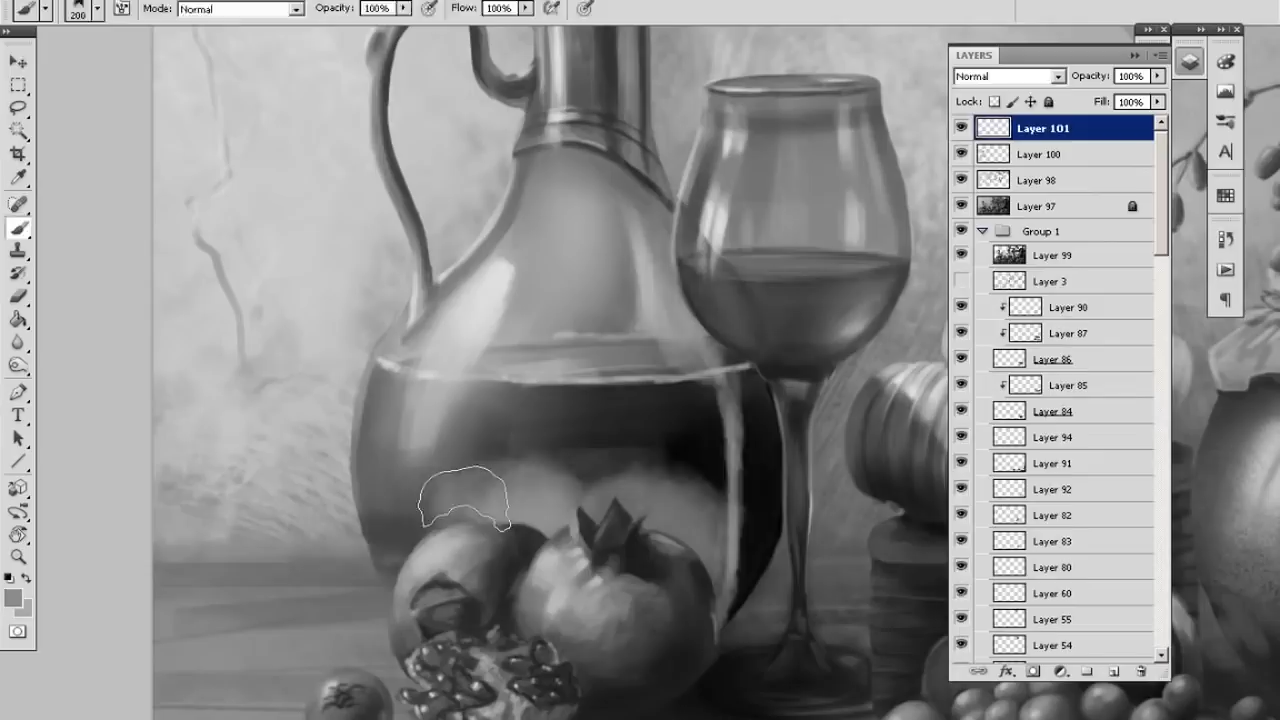 200 Mode: Normal Opacity: 100% Flow: 100%
LAYERS
Normal Opacity: 100%
Lock: Fill: 100%
Layer 101
Layer 100
Layer 98
Layer 97
Group 1
Layer 99
Layer 3
Layer 90
Layer 87
Layer 86
Layer 85
Layer 84
Layer 94
Layer 91
Layer 92
Layer 82
Layer 83
Layer 80
Layer 60
Layer 55
Layer 54